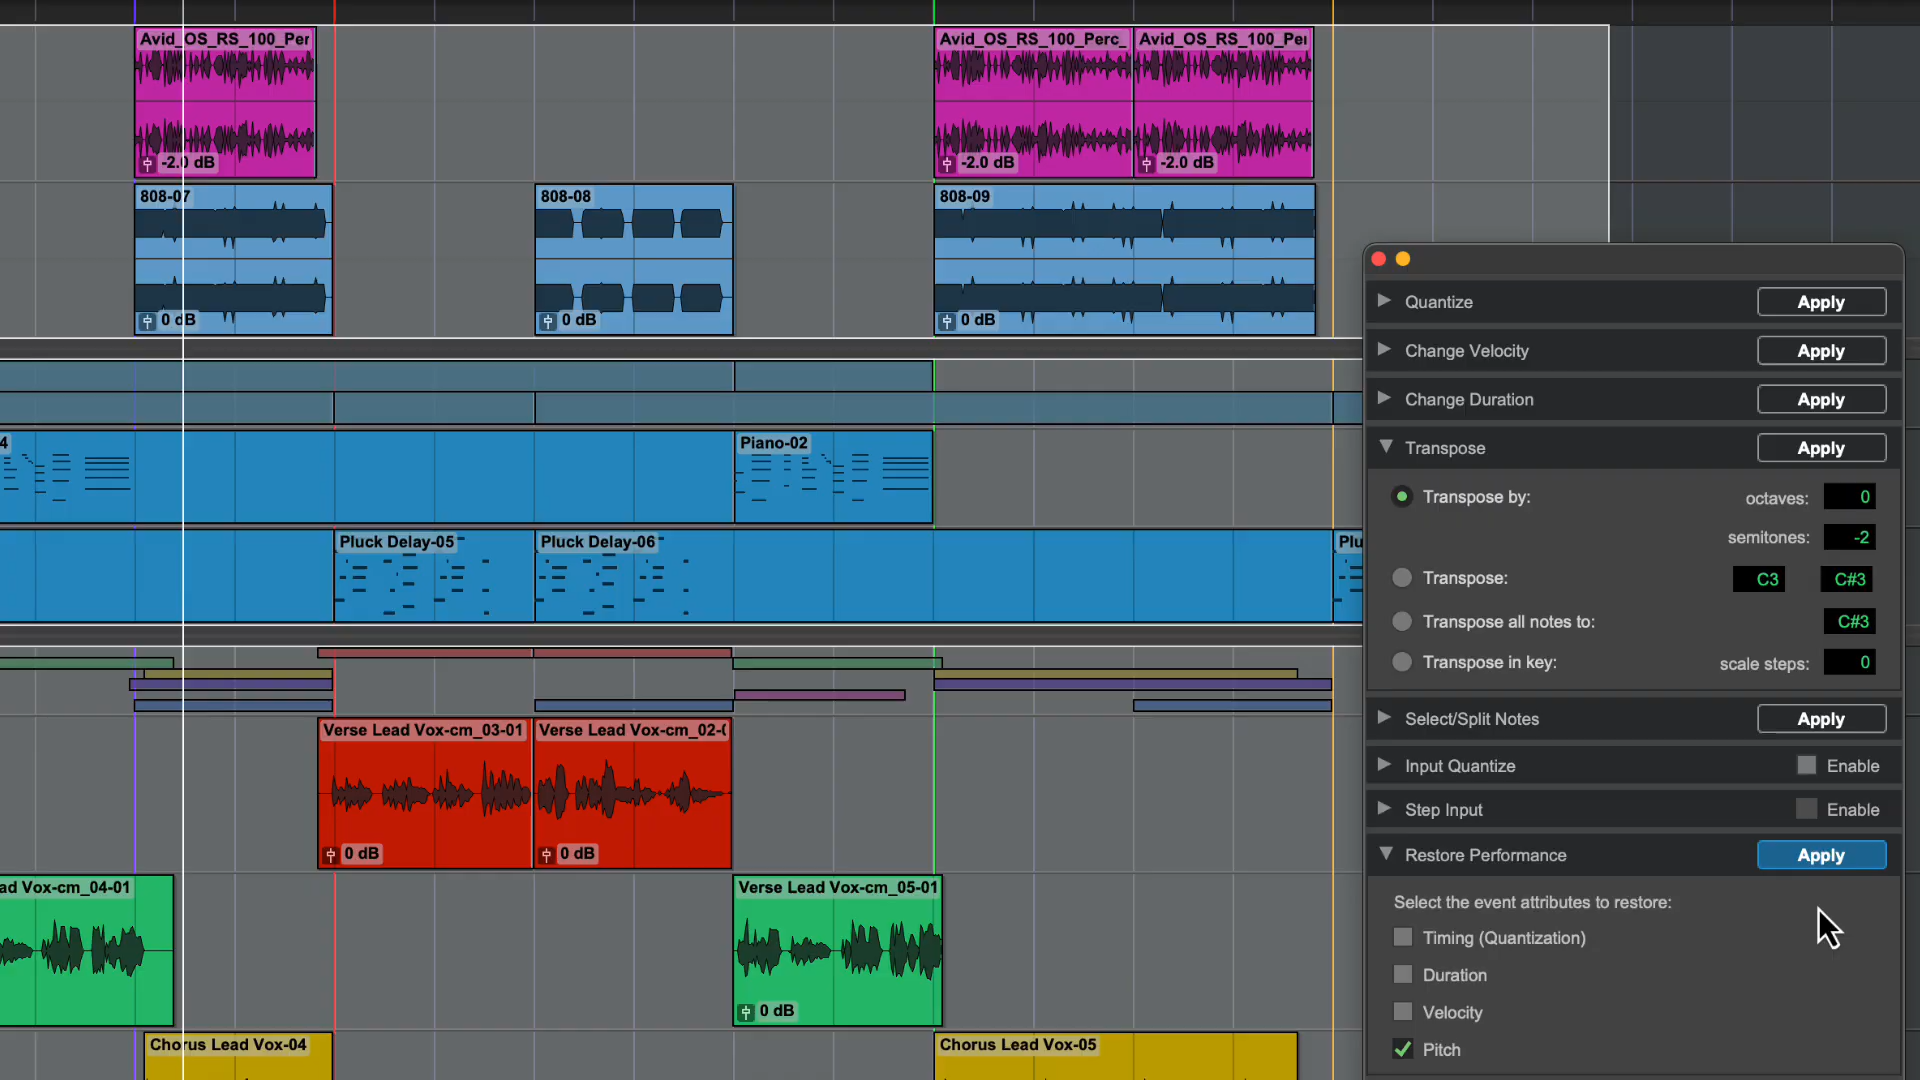 Avid_OS_RS_100_Per
Avid_OS_RS_100_Perc_
Avid_OS_RS_100_Per
-2.0 dB
-2.0 dB
-2.0 dB
808-07
808-08
808-09
0 dB
0 dB
0 dB
4
Piano-02
Pluck Delay-05
Pluck Delay-06
Plu
Verse Lead Vox-cm_03-01
Verse Lead Vox-cm_02-(
0 dB
0 dB
ad Vox-cm_04-01
Verse Lead Vox-cm_05-01
0 dB
Chorus Lead Vox-04
Chorus Lead Vox-05
Quantize Apply
Change Velocity Apply
Change Duration Apply
Transpose Apply
Transpose by: octaves: 0
semitones: -2
Transpose: C3 C#3
Transpose all notes to: C#3
Transpose in key: scale steps: 0
Select/Split Notes Apply
Input Quantize Enable
Step Input Enable
Restore Performance Apply
Select the event attributes to restore:
Timing (Quantization)
Duration
Velocity
Pitch